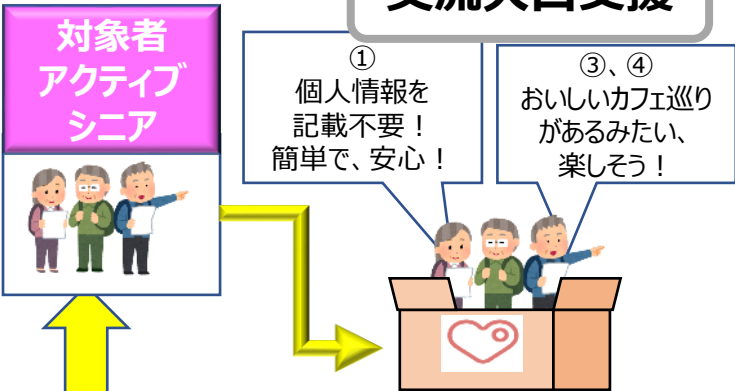 交流人口支援
対象者
アクティブ
シニア
①
個人情報を
記載不要！
簡単で、安心！
③、④
おいしいカフェ巡り
があるみたい、
楽しそう！